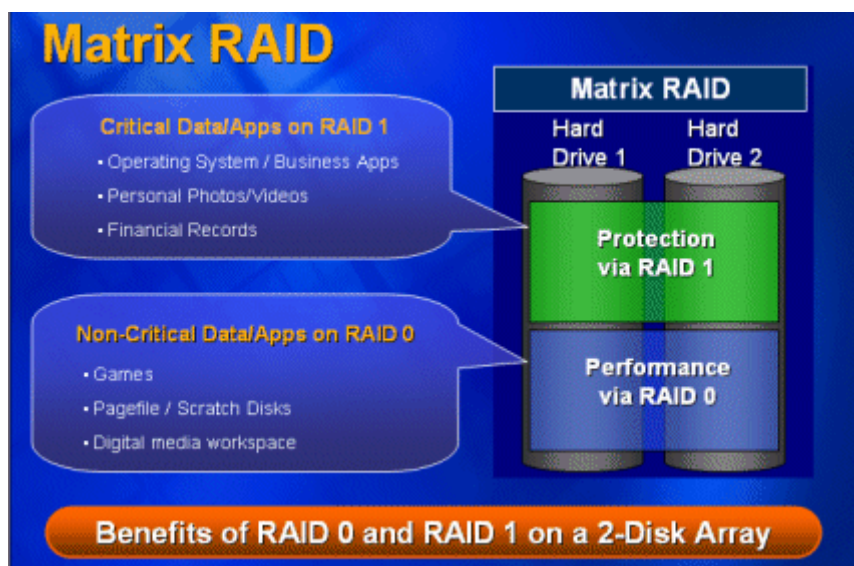 Matrix RAID
Critical Data/Apps on RAID 1
• Operating System / Business Apps
• Personal Photos/Videos
• Financial Records
Non-Critical Data/Apps on RAID 0
• Games
• Pagefile / Scratch Disks
• Digital media workspace
Matrix RAID
Hard
Drive 1
Hard
Drive 2
Protection
via RAID 1
Performance
via RAID 0
Benefits of RAID 0 and RAID 1 on a 2-Disk Array